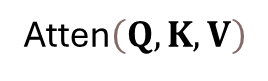 Atten(Q, K, V)